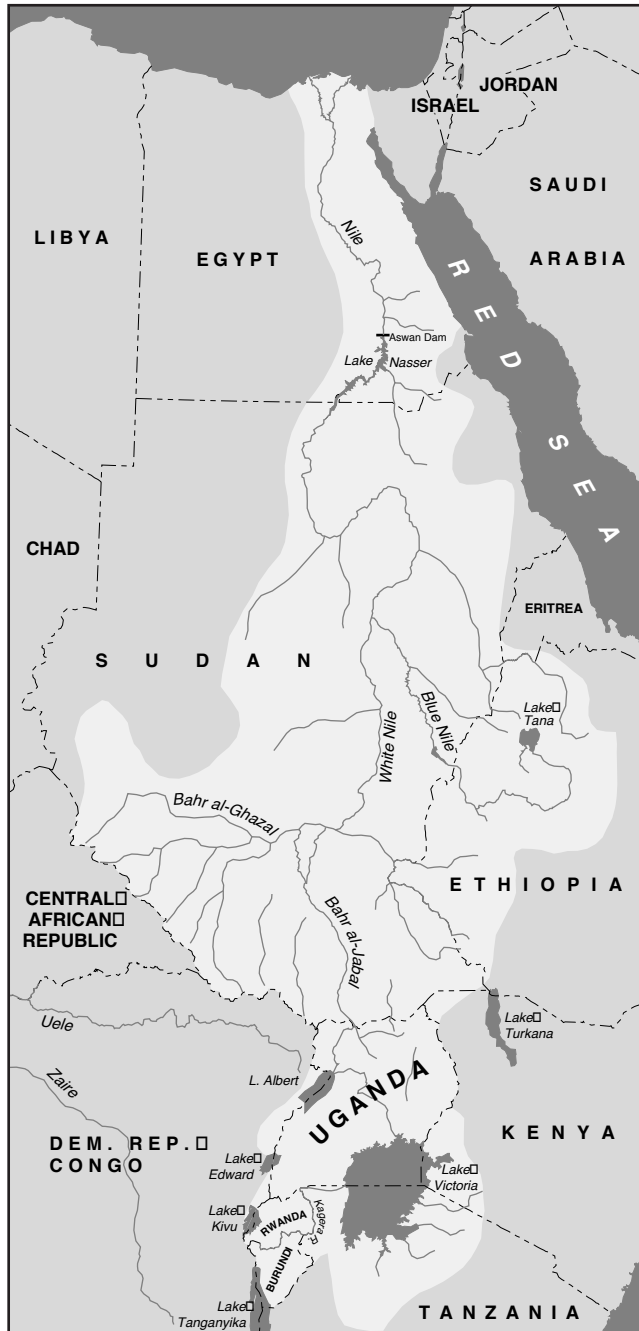 JORDAN
ISRAEL
SAUDI
ARABIA
LIBYA
EGYPT
Nile
RED SEA
Aswan Dam
Lake Nasser
CHAD
ERITREA
SUDAN
Lake
Tana
Blue Nile
White Nile
Bahr al-Ghazal
CENTRAL
AFRICAN
REPUBLIC
ETHIOPIA
Bahr al-Jabal
Lake
Turkana
Uele
L. Albert
UGANDA
Zaire
KENYA
DEM. REP.
CONGO
Lake
Edward
Lake
Victoria
Lake
Kivu
RWANDA
Kagera R.
BURUNDI
Lake
Tanganyika
TANZANIA